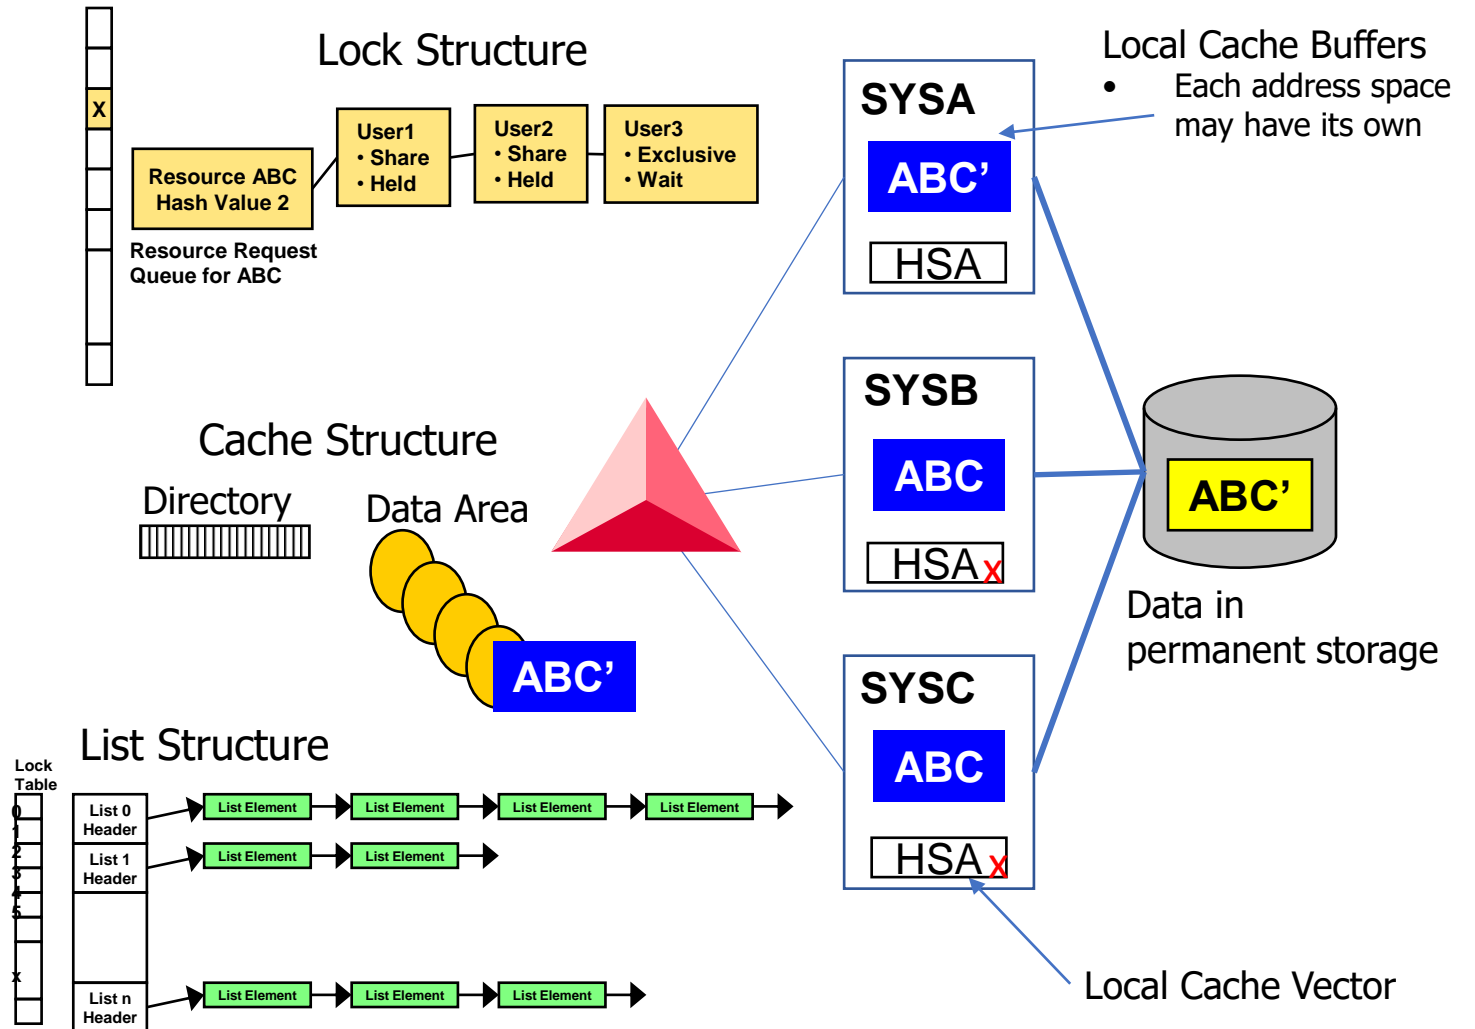 Lock Structure
X
Resource ABC
Hash Value 2
User1
• Share
• Held
User2
• Share
• Held
User3
• Exclusive
• Wait
Resource Request
Queue for ABC
Cache Structure
Directory
Data Area
ABC’
List Structure
Lock
Table
0
1
2
3
4
5
x
List 0
Header
List Element
List Element
List Element
List Element
List 1
Header
List Element
List Element
List n
Header
List Element
List Element
List Element
SYSA
ABC’
HSA
SYSB
ABC
HSA x
SYSC
ABC
HSA x
Local Cache Buffers
• Each address space
may have its own
ABC’
Data in
permanent storage
Local Cache Vector